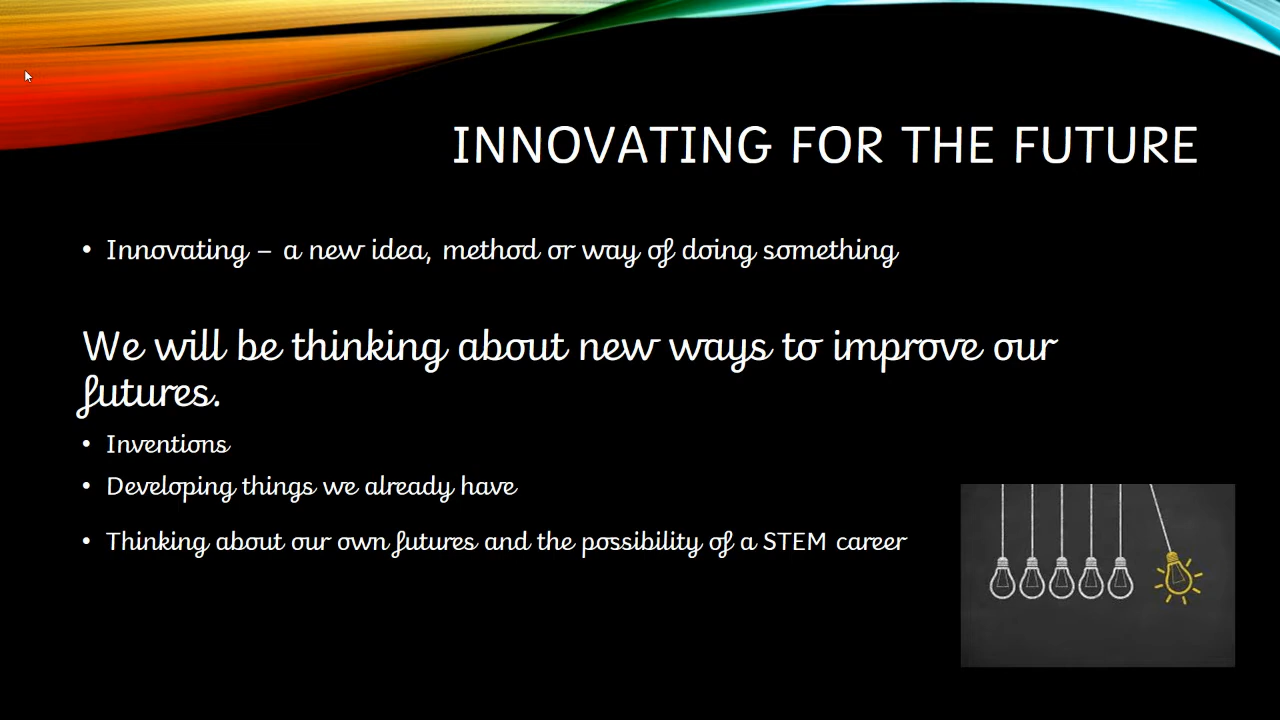 INNOVATING FOR THE FUTURE
• Innovating – a new idea, method or way of doing something
We will be thinking about new ways to improve our
futures.
• Inventions
• Developing things we already have
• Thinking about our own futures and the possibility of a STEM career